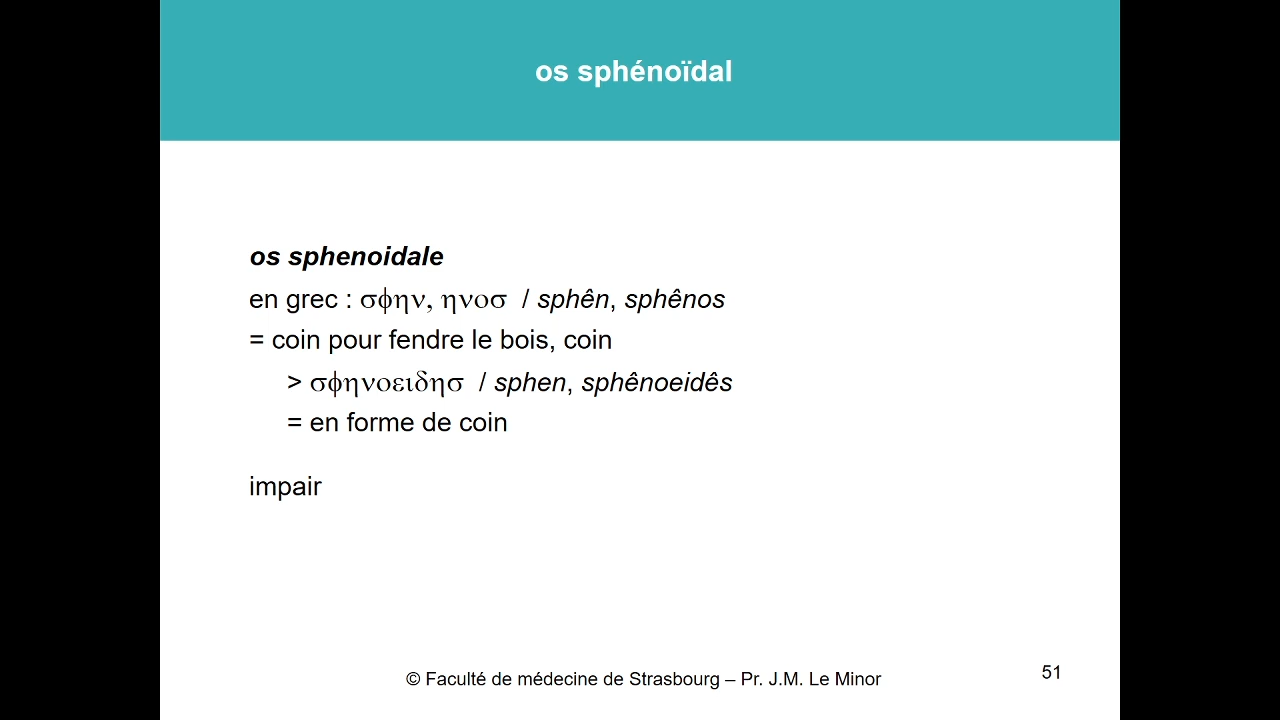 os sphénoïdal
os sphenoidale
en grec : σφην, ηνοσ / sphên, sphênos
= coin pour fendre le bois, coin
> σφηνοειδησ / sphen, sphênoeidês
= en forme de coin
impair
© Faculté de médecine de Strasbourg – Pr. J.M. Le Minor
51